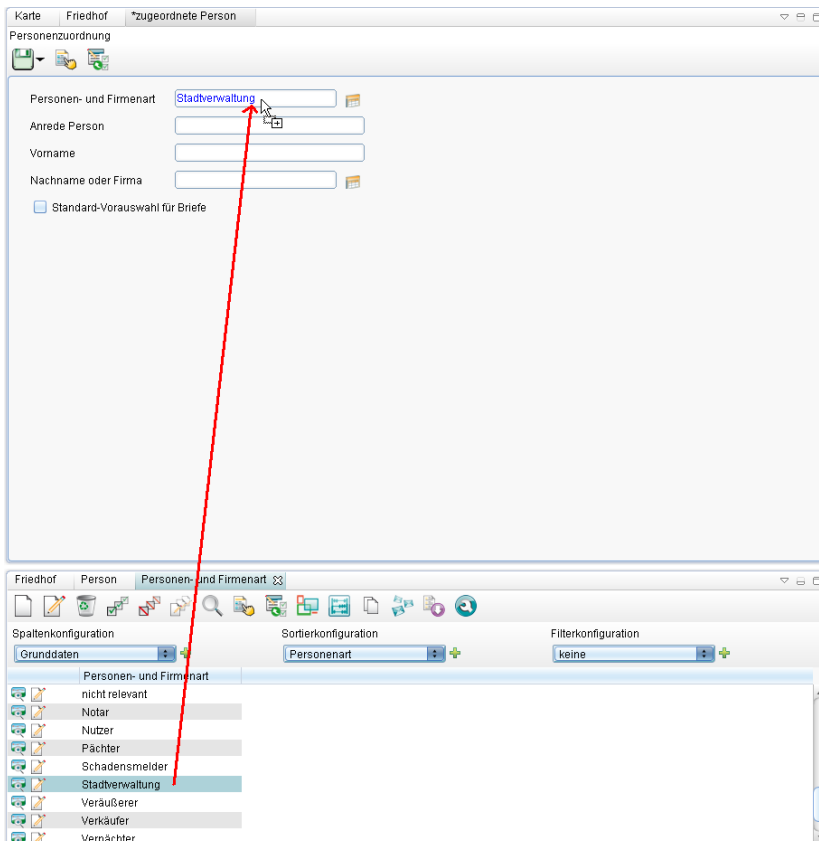 Karte Friedhof *zugeordnete Person
Personenzuordnung
Personen- und Firmenart Stadtverwaltung
Anrede Person
Vorname
Nachname oder Firma
Standard-Vorauswahl für Briefe
Friedhof Person Personen- und Firmenart
Spaltenkonfiguration Sortierkonfiguration Filterkonfiguration
Grunddaten Personenart keine
Personen- und Firmenart
nicht relevant
Notar
Nutzer
Pächter
Schadensmelder
Stadtverwaltung
Veräußerer
Verkäufer
Verpächter